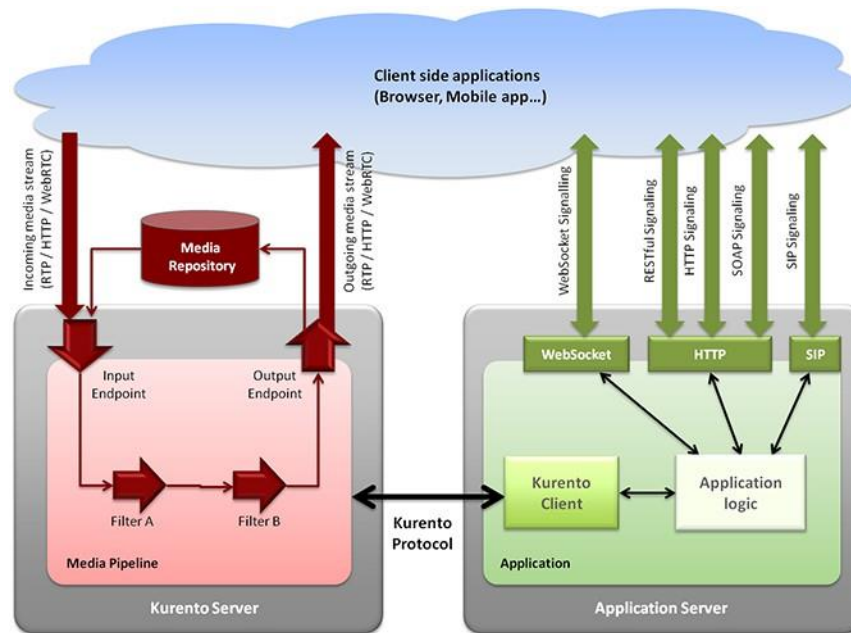 Client side applications
(Browser, Mobile app…)
Incoming media stream
(RTP / HTTP / WebRTC)
Media
Repository
Outgoing media stream
(RTP / HTTP / WebRTC)
WebSocket Signalling
RESTful Signaling
HTTP Signaling
SOAP Signaling
SIP Signaling
Input
Endpoint
Output
Endpoint
WebSocket
HTTP
SIP
Filter A
Filter B
Media Pipeline
Kurento Server
Kurento
Protocol
Kurento
Client
Application
logic
Application
Application Server